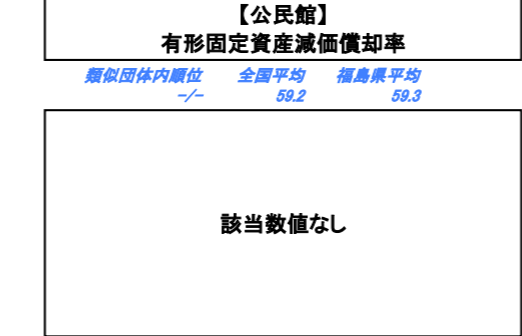 【公民館】
有形固定資産減価償却率
類似団体内順位 全国平均 福島県平均
-/- 59.2 59.3
該当数値なし